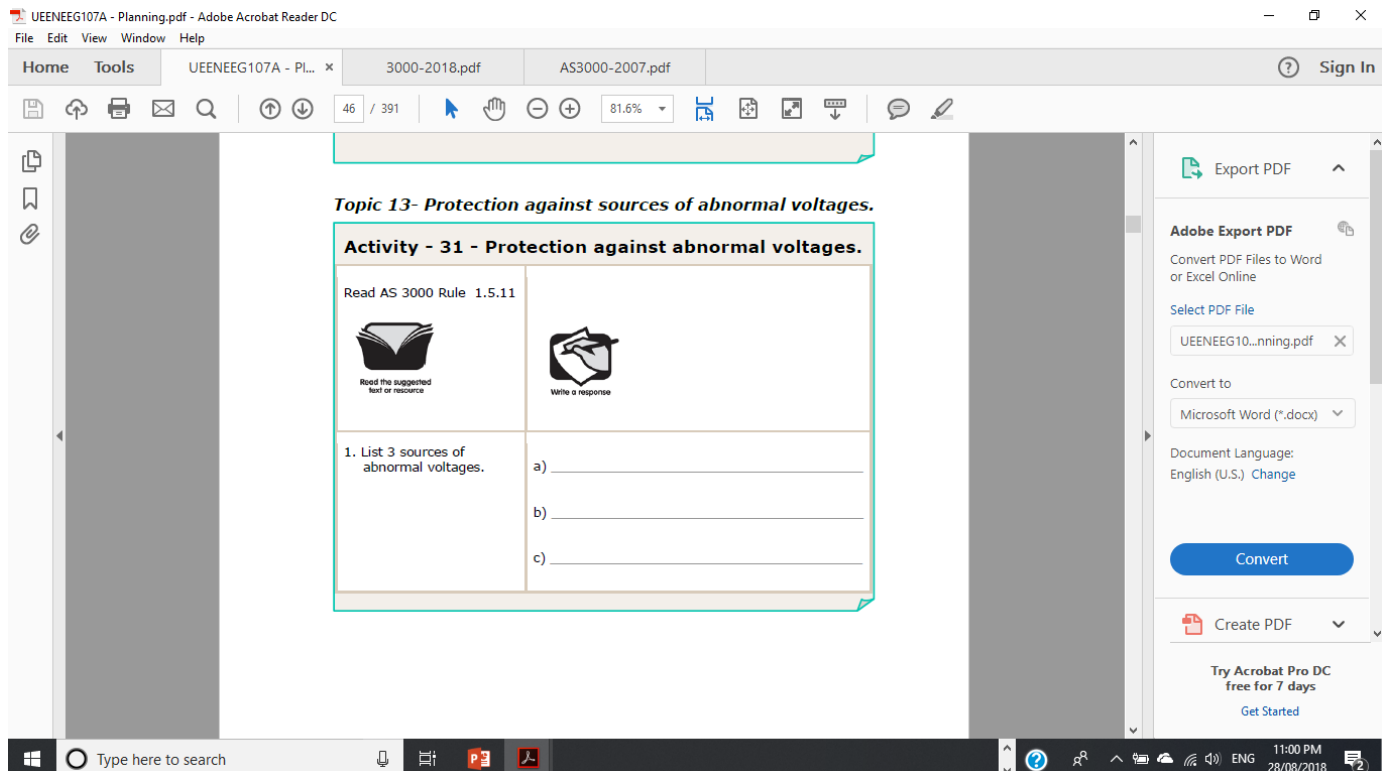 UEENEEG107A - Planning.pdf - Adobe Acrobat Reader DC
File Edit View Window Help
Home Tools UEENEEG107A - Pl... × 3000-2018.pdf AS3000-2007.pdf ? Sign In
46 / 391 81.6%
Topic 13- Protection against sources of abnormal voltages.
Activity - 31 - Protection against abnormal voltages.
Read AS 3000 Rule 1.5.11
Read the suggested
text or resource
Write a response
1. List 3 sources of
abnormal voltages.
a)
b)
c)
Export PDF
Adobe Export PDF
Convert PDF Files to Word
or Excel Online
Select PDF File
UEENEEG10...nning.pdf
Convert to
Microsoft Word (*.docx)
Document Language:
English (U.S.) Change
Convert
Create PDF
Try Acrobat Pro DC
free for 7 days
Get Started
Type here to search
ENG
11:00 PM
28/08/2018
2